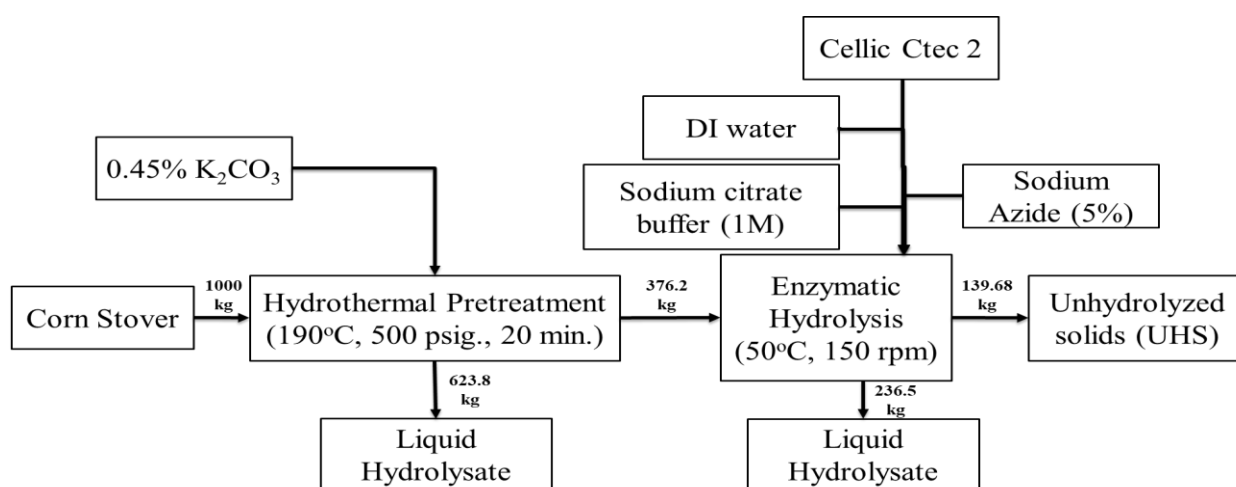 Cellic Ctec 2
DI water
0.45% K₂CO₃
Sodium citrate
buffer (1M)
Sodium
Azide (5%)
Corn Stover
1000
kg
Hydrothermal Pretreatment
(190°C, 500 psig., 20 min.)
376.2
kg
Enzymatic
Hydrolysis
(50°C, 150 rpm)
139.68
kg
Unhydrolyzed
solids (UHS)
623.8
kg
236.5
kg
Liquid
Hydrolysate
Liquid
Hydrolysate